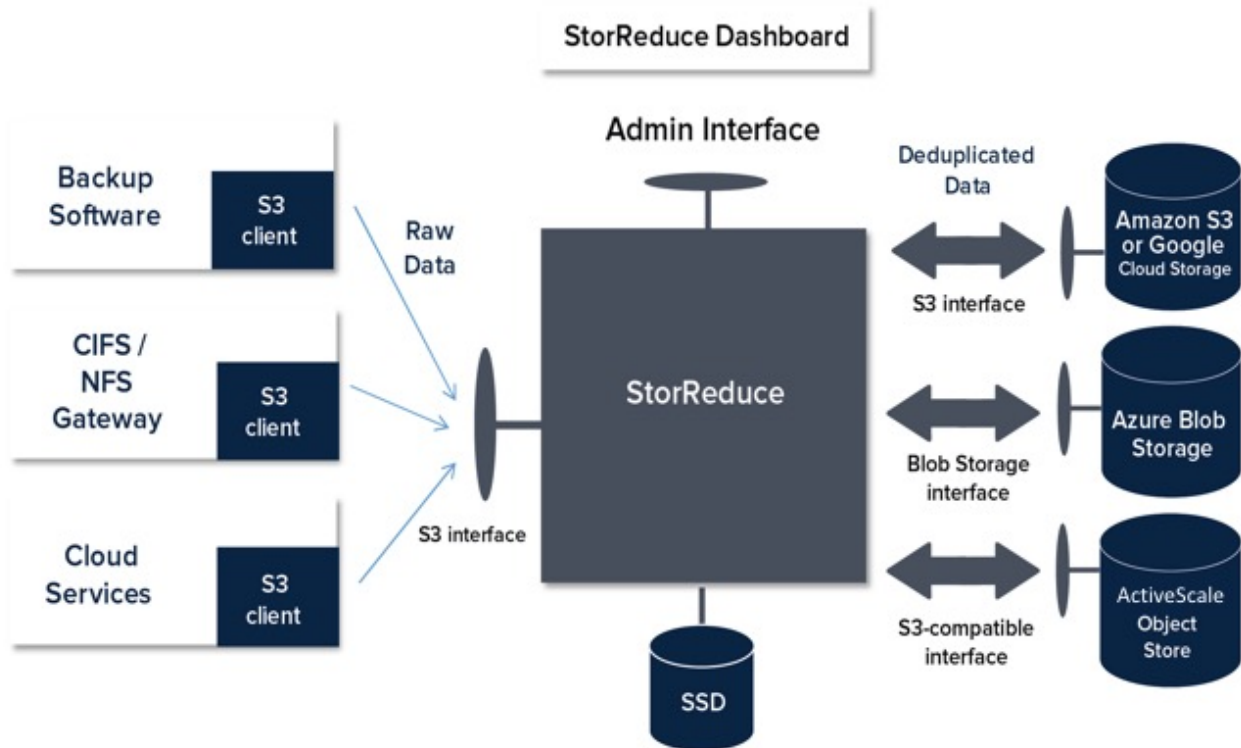 StorReduce Dashboard
Admin Interface
Backup
Software
S3
client
CIFS /
NFS
Gateway
S3
client
Cloud
Services
S3
client
Raw
Data
S3 interface
StorReduce
SSD
Deduplicated
Data
S3 interface
Amazon S3
or Google
Cloud Storage
Blob Storage
interface
Azure Blob
Storage
S3-compatible
interface
ActiveScale
Object
Store